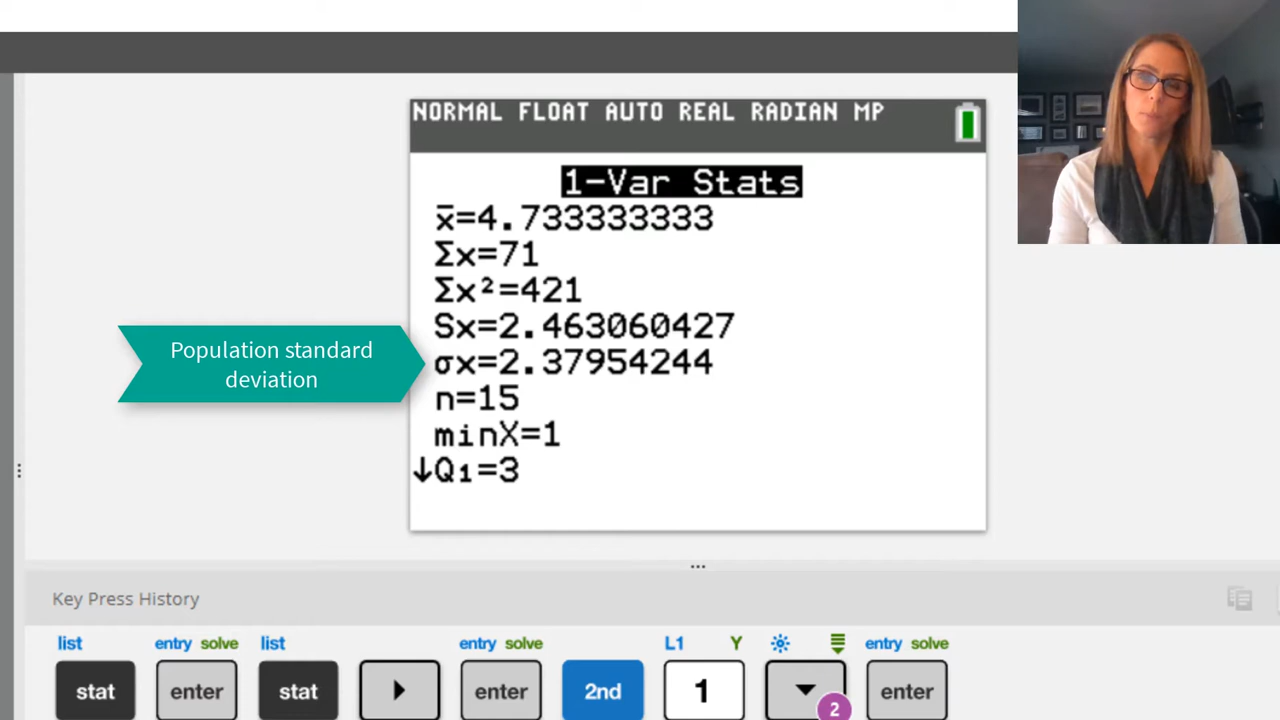 NORMAL FLOAT AUTO REAL RADIAN MP
1-Var Stats
x̄=4.733333333
Σx=71
Σx²=421
Sx=2.463060427
σx=2.37954244
n=15
minX=1
↓Q₁=3
Population standard
deviation
Key Press History
list entry solve list entry solve L1 Y entry solve
stat enter stat enter 2nd 1 2 enter